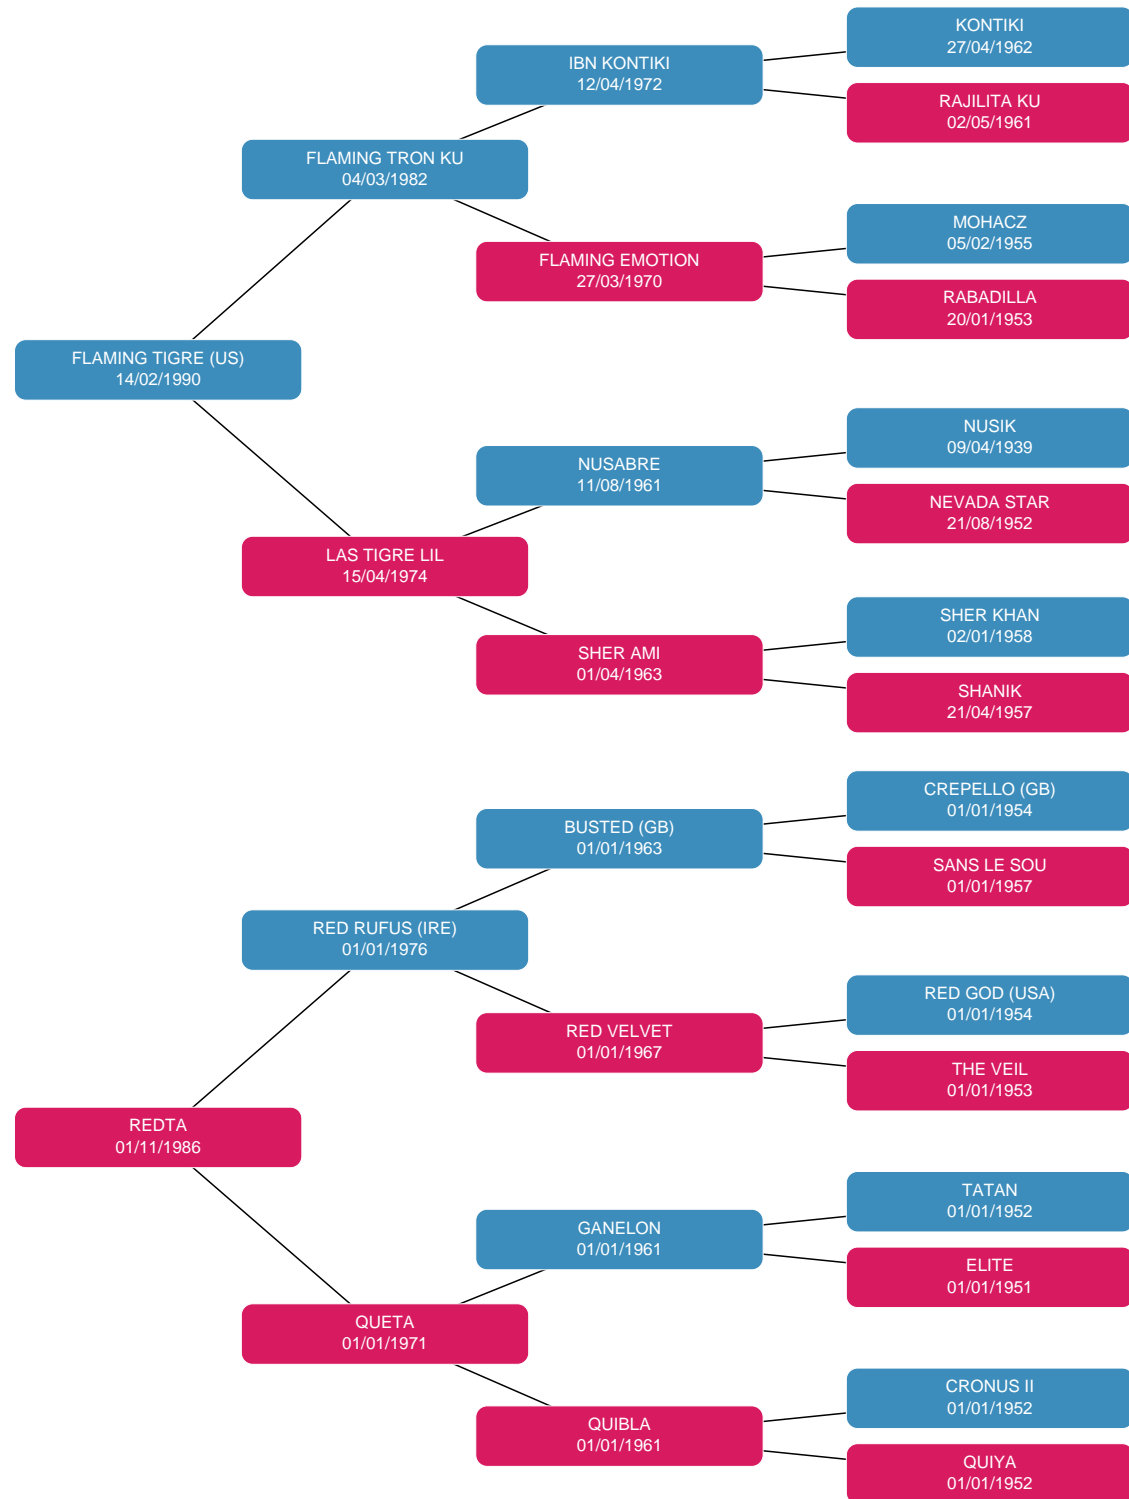 KONTIKI
27/04/1962
IBN KONTIKI
12/04/1972
RAJILITA KU
02/05/1961
FLAMING TRON KU
04/03/1982
MOHACZ
05/02/1955
FLAMING EMOTION
27/03/1970
RABADILLA
20/01/1953
FLAMING TIGRE (US)
14/02/1990
NUSIK
09/04/1939
NUSABRE
11/08/1961
NEVADA STAR
21/08/1952
LAS TIGRE LIL
15/04/1974
SHER KHAN
02/01/1958
SHER AMI
01/04/1963
SHANIK
21/04/1957
CREPELLO (GB)
01/01/1954
BUSTED (GB)
01/01/1963
SANS LE SOU
01/01/1957
RED RUFUS (IRE)
01/01/1976
RED GOD (USA)
01/01/1954
RED VELVET
01/01/1967
THE VEIL
01/01/1953
REDTA
01/11/1986
TATAN
01/01/1952
GANELON
01/01/1961
ELITE
01/01/1951
QUETA
01/01/1971
CRONUS II
01/01/1952
QUIBLA
01/01/1961
QUIYA
01/01/1952